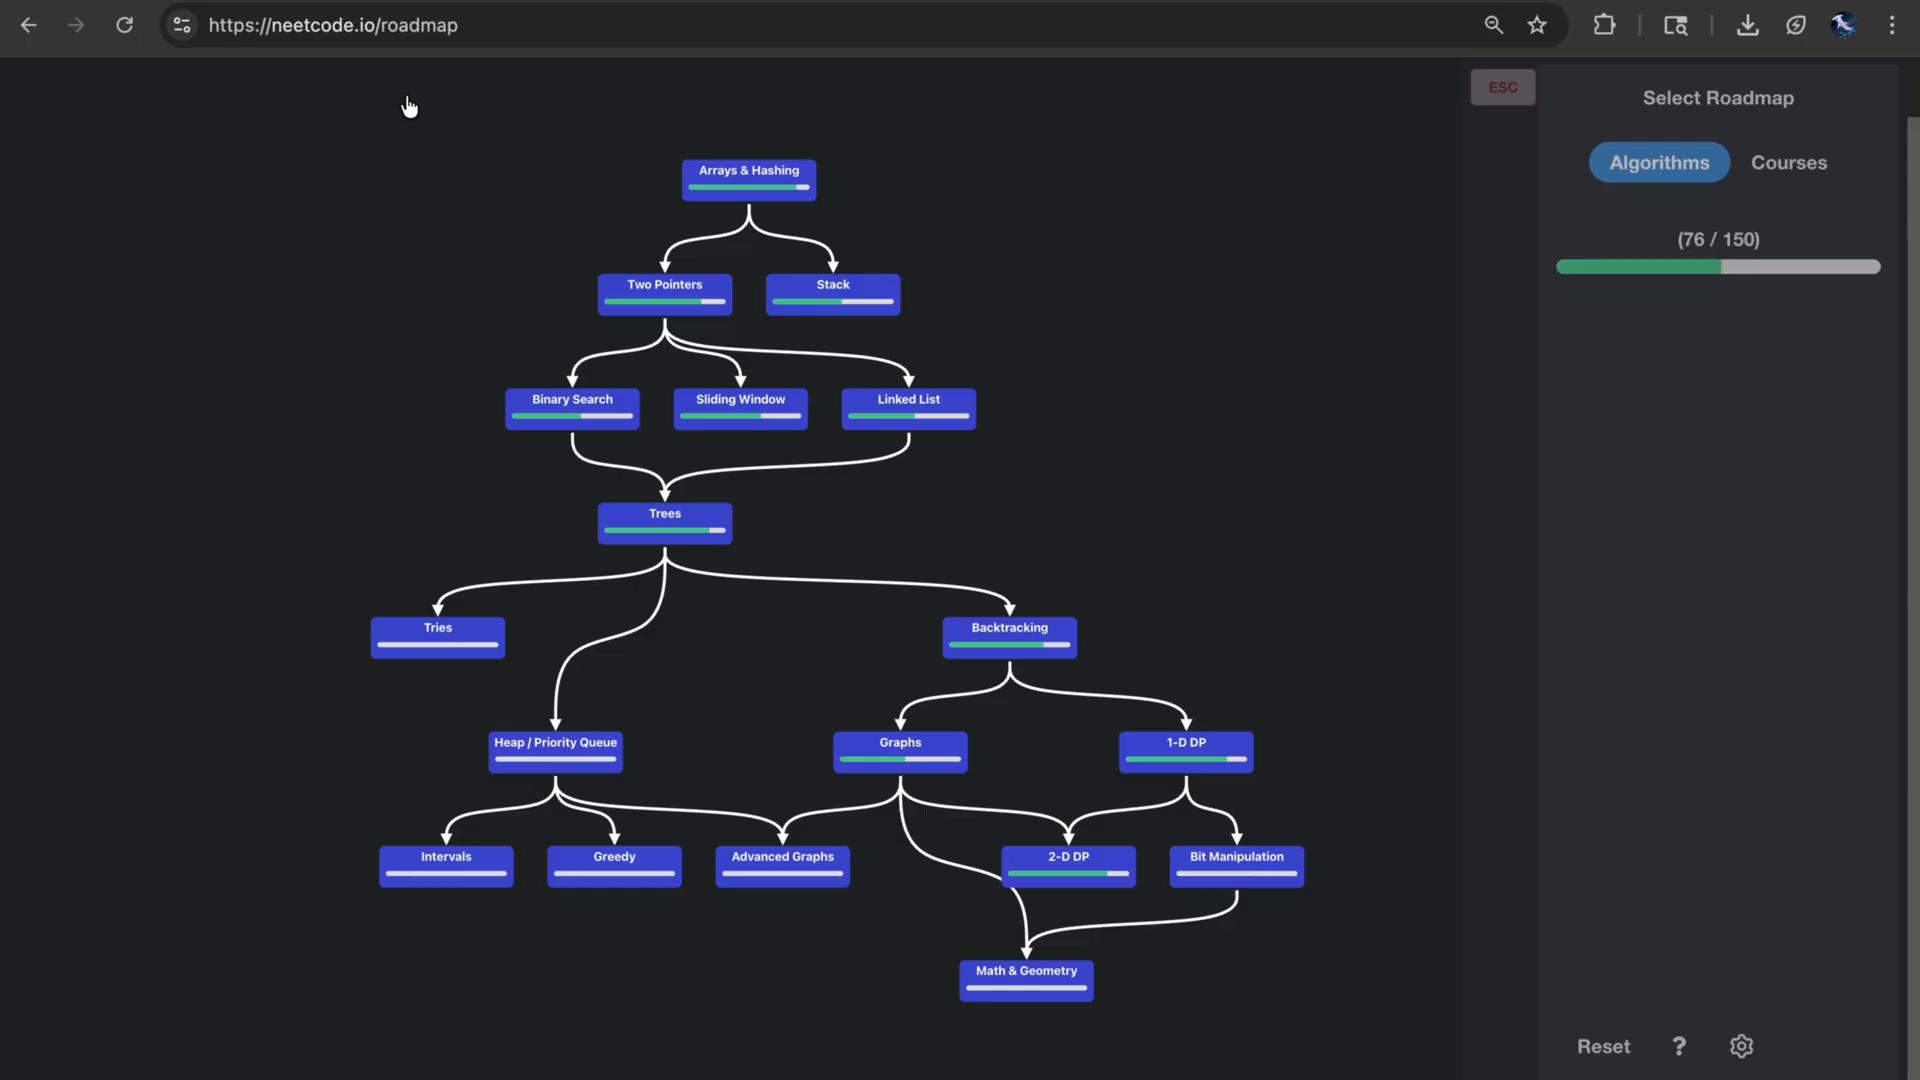 https://neetcode.io/roadmap
ESC
Select Roadmap
Algorithms
Courses
(76 / 150)
Arrays & Hashing
Two Pointers
Stack
Binary Search
Sliding Window
Linked List
Trees
Tries
Backtracking
Heap / Priority Queue
Graphs
1-D DP
Intervals
Greedy
Advanced Graphs
2-D DP
Bit Manipulation
Math & Geometry
Reset
?